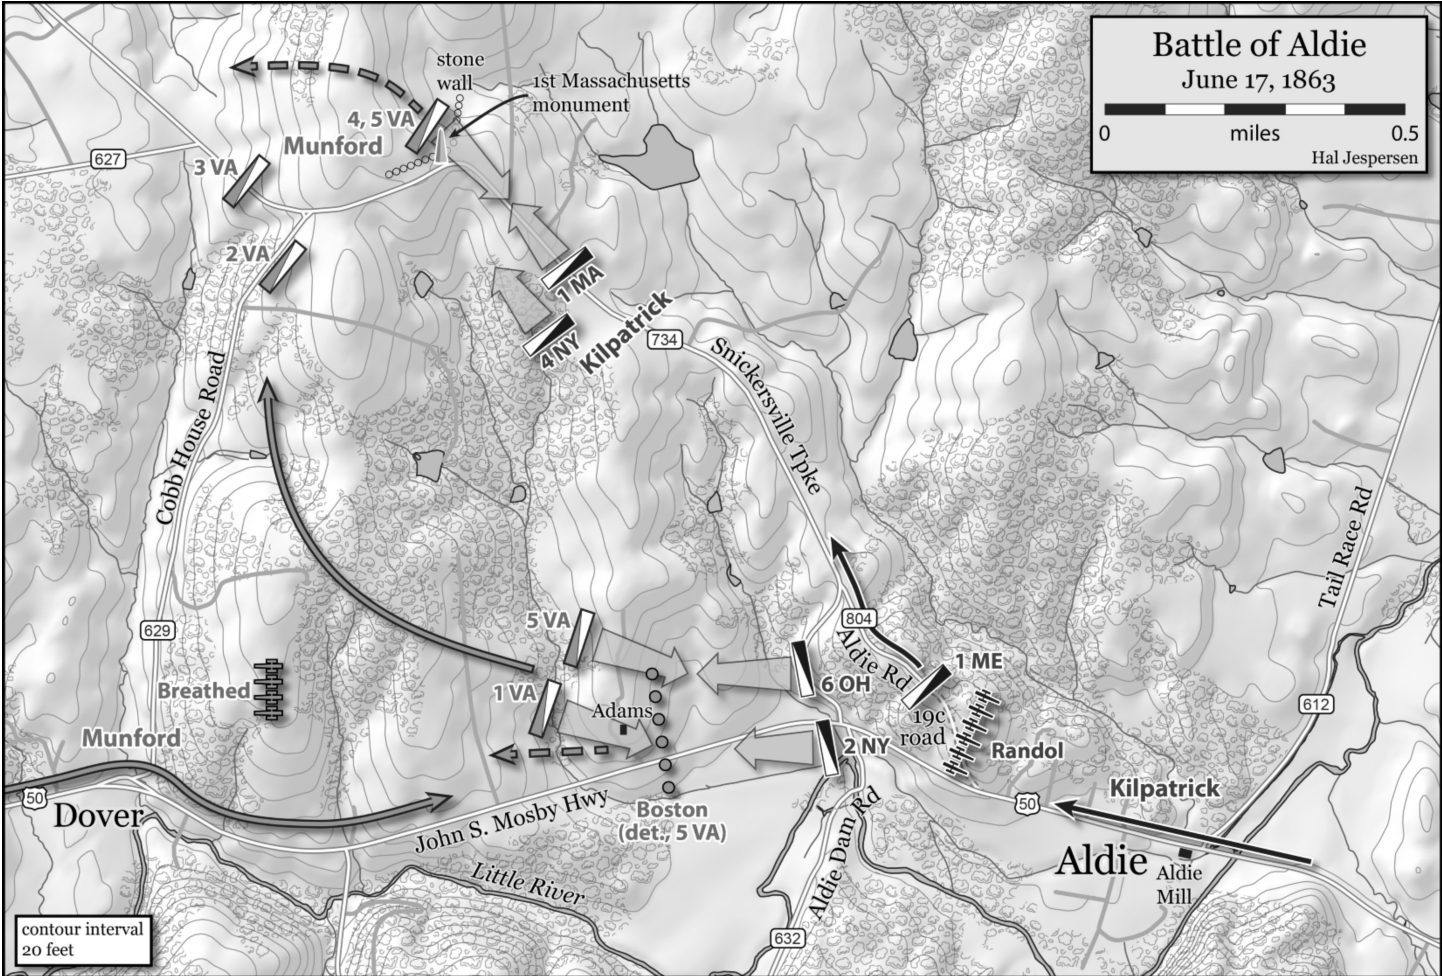 Battle of Aldie
June 17, 1863
0 miles 0.5
Hal Jespersen
stone
wall
1st Massachusetts
monument
4, 5 VA
Munford
627
3 VA
2 VA
1 MA
4 NY
Kilpatrick
734
Snickersville Tpke
Cobb House Road
Tail Race Rd
5 VA
804
Aldie Rd
1 ME
629
6 OH
1 VA
Breathed
Adams
19c
road
612
Munford
2 NY
Randol
50
Dover
Boston
(det., 5 VA)
John S. Mosby Hwy
50
Kilpatrick
Aldie
Aldie
Mill
Little River
Aldie Dam Rd
632
contour interval
20 feet